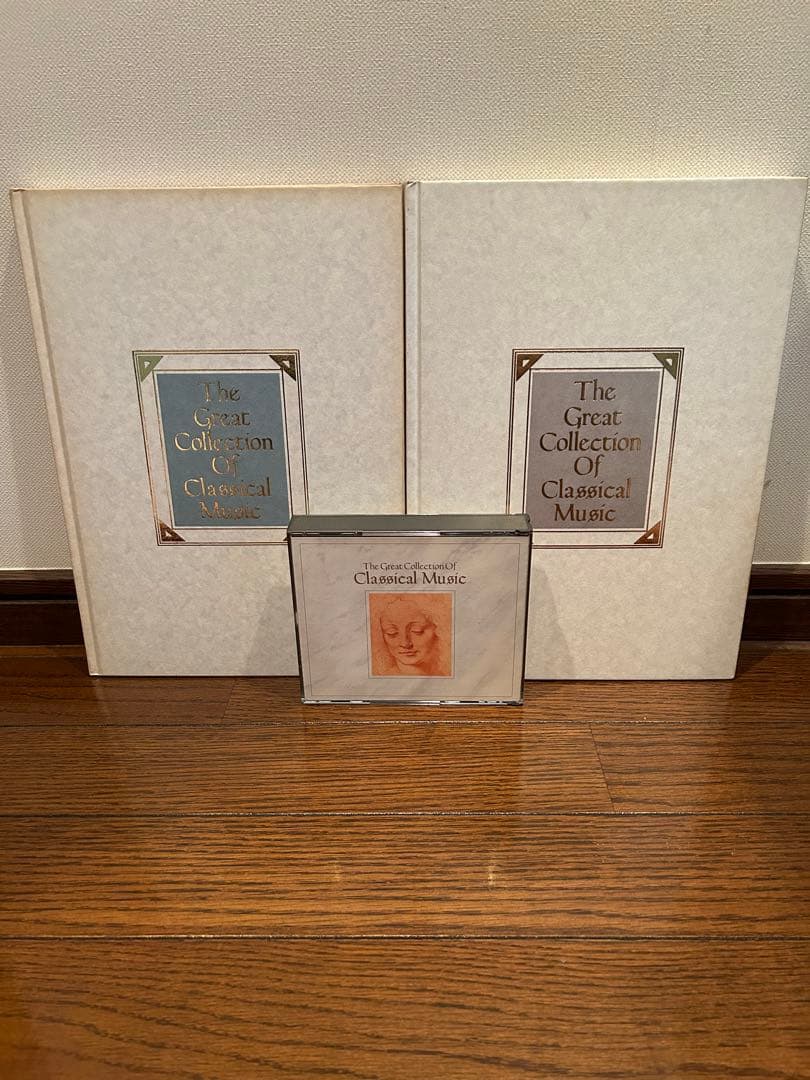 The
Great
Collection
Of
Classical
Music
The
Great
Collection
Of
Classical
Music
The Great Collection Of
Classical Music